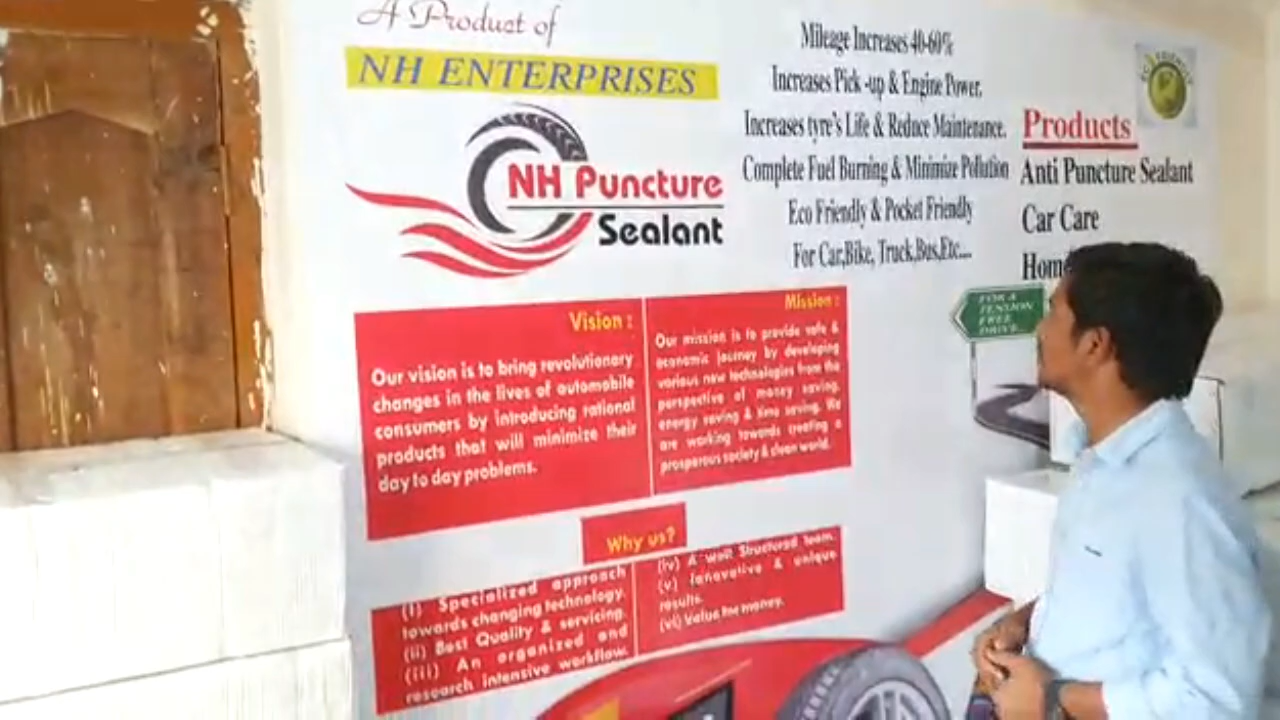 A Product of
NH ENTERPRISES
NH Puncture
Sealant
Mileage Increases 40-60%
Increases Pick -up & Engine Power.
Increases tyre's Life & Reduce Maintenance.
Complete Fuel Burning & Minimize Pollution
Eco Friendly & Pocket Friendly
For Car,Bike, Truck,Bus,Etc....
Products
Anti Puncture Sealant
Car Care
FOR A
TENSION
FREE
DRIVE
Vision :
Our vision is to bring revolutionary
changes in the lives of automobile
consumers by introducing rational
products that will minimize their
day to day problems.
Mission :
Our mission is to provide safe &
economic journey by developing
various new technologies from the
perspective of money saving,
energy saving & time saving. We
are working towards creating a
prosperous society & clean world.
Why us?
(i) Specialized approach
towards changing technology.
(ii) Best Quality & servicing.
(iii) An organized and
research intensive workflow.
(iv) A well Structured team.
(v) Innovative & unique
results.
(vi) Value for money.